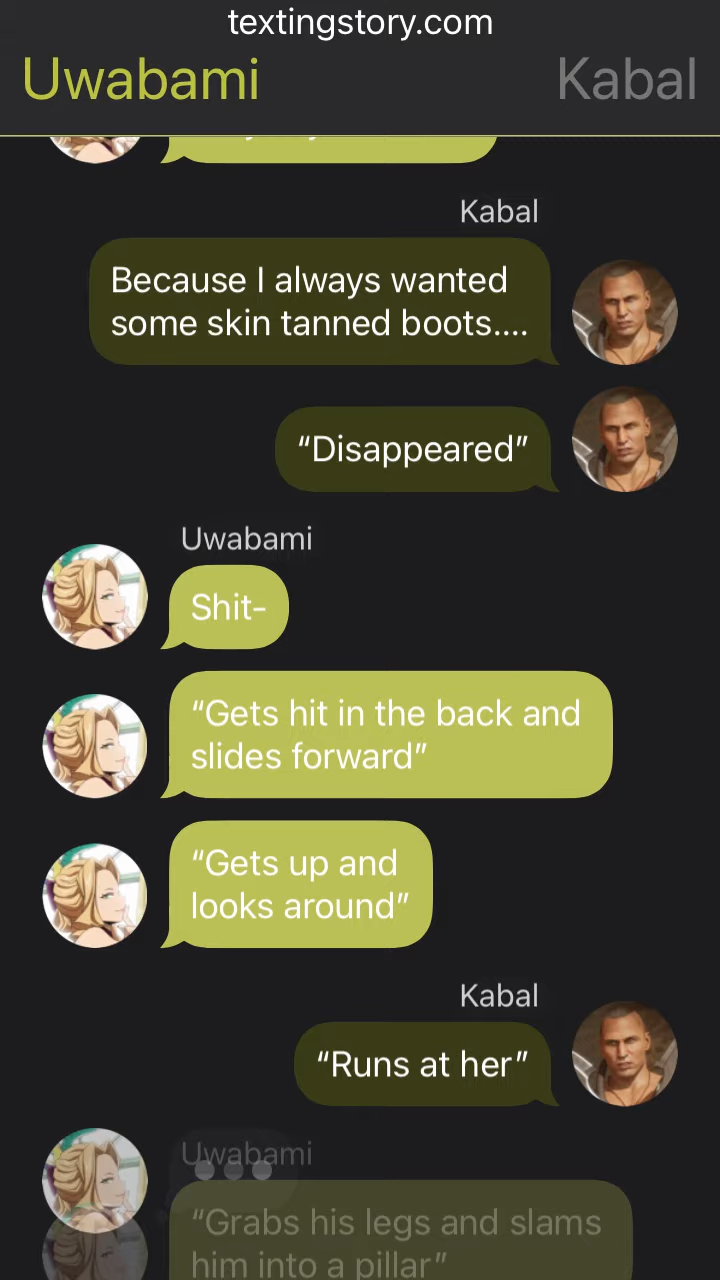 textingstory.com
Uwabami
Kabal
Kabal
Because I always wanted
some skin tanned boots....
“Disappeared”
Uwabami
Shit-
“Gets hit in the back and
slides forward”
“Gets up and
looks around”
Kabal
“Runs at her”
Uwabami
“Grabs his legs and slams
him into a pillar”